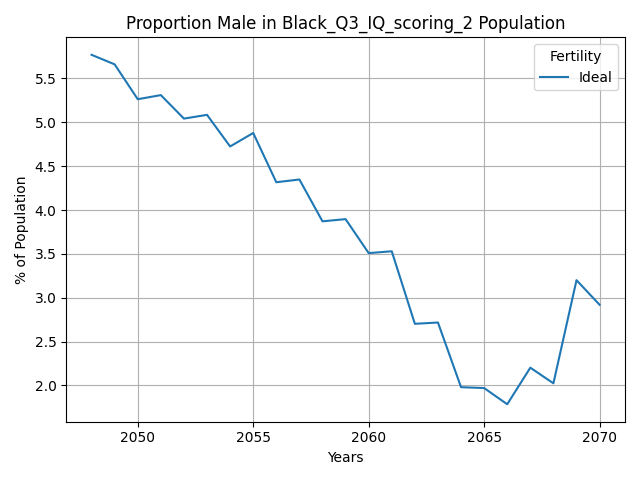 Proportion Male in Black_Q3_IQ_scoring_2 Population
Fertility
Ideal
5.5
5.0
4.5
4.0
3.5
3.0
2.5
2.0
% of Population
2050
2055
2060
2065
2070
Years